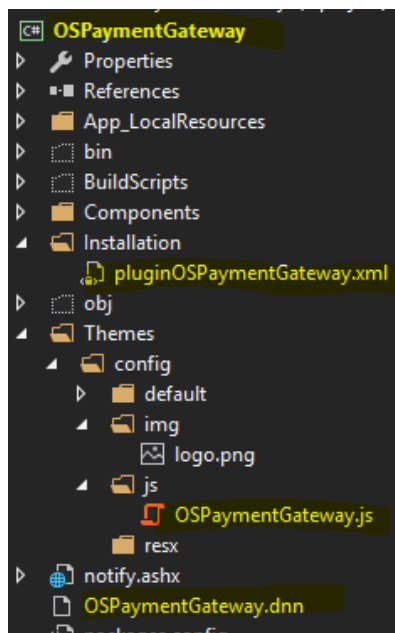 C# OSPaymentGateway
Properties
References
App_LocalResources
bin
BuildScripts
Components
Installation
pluginOSPaymentGateway.xml
obj
Themes
config
default
img
logo.png
js
OSPaymentGateway.js
resx
notify.ashx
OSPaymentGateway.dnn